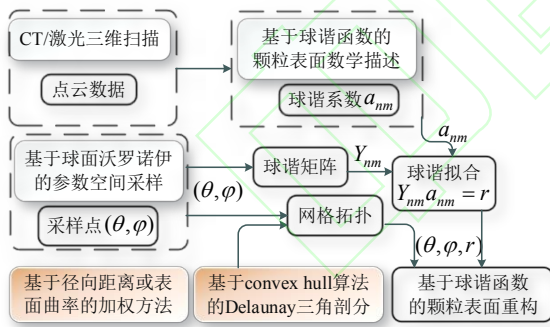 CT/激光三维扫描
点云数据
基于球谐函数的
颗粒表面数学描述
球谐系数aₙₘ
aₙₘ
基于球面沃罗诺伊
的参数空间采样
采样点(θ,φ)
(θ,φ)
球谐矩阵
Yₙₘ
球谐拟合
Yₙₘaₙₘ = r
网格拓扑
(θ,φ,r)
基于径向距离或表
面曲率的加权方法
基于convex hull算法
的Delaunay三角剖分
基于球谐函数
的颗粒表面重构